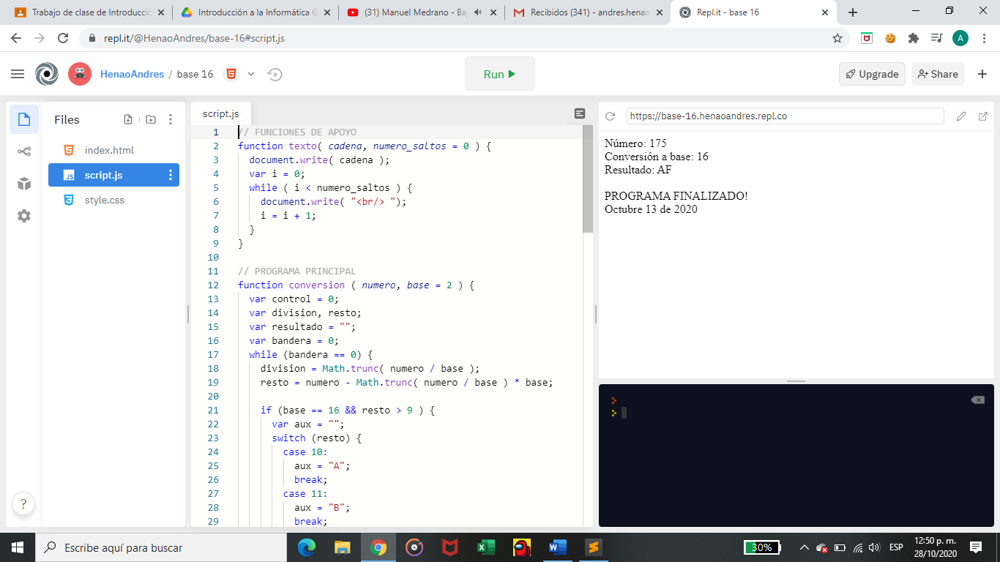 Trabajo de clase de Introducció
Introducción a la Informática G
(31) Manuel Medrano - Baj
Recibidos (341) - andres.henao
Repl.it - base 16
repl.it/@HenaoAndres/base-16#script.js
A
HenaoAndres / base 16
Run
Upgrade
Share
Files
index.html
script.js
style.css
?
script.js
1 // FUNCIONES DE APOYO
2 function texto( cadena, numero_saltos = 0 ) {
3 document.write( cadena );
4 var i = 0;
5 while ( i < numero_saltos ) {
6 document.write( "<br/> ");
7 i = i + 1;
8 }
9 }
10
11 // PROGRAMA PRINCIPAL
12 function conversion ( numero, base = 2 ) {
13 var control = 0;
14 var division, resto;
15 var resultado = "";
16 var bandera = 0;
17 while (bandera == 0) {
18 division = Math.trunc( numero / base );
19 resto = numero - Math.trunc( numero / base ) * base;
20
21 if (base == 16 && resto > 9 ) {
22 var aux = "";
23 switch (resto) {
24 case 10:
25 aux = "A";
26 break;
27 case 11:
28 aux = "B";
29 break;
https://base-16.henaoandres.repl.co
Número: 175
Conversión a base: 16
Resultado: AF
PROGRAMA FINALIZADO!
Octubre 13 de 2020
>
>
Escribe aquí para buscar
30%
ESP
12:50 p. m.
28/10/2020